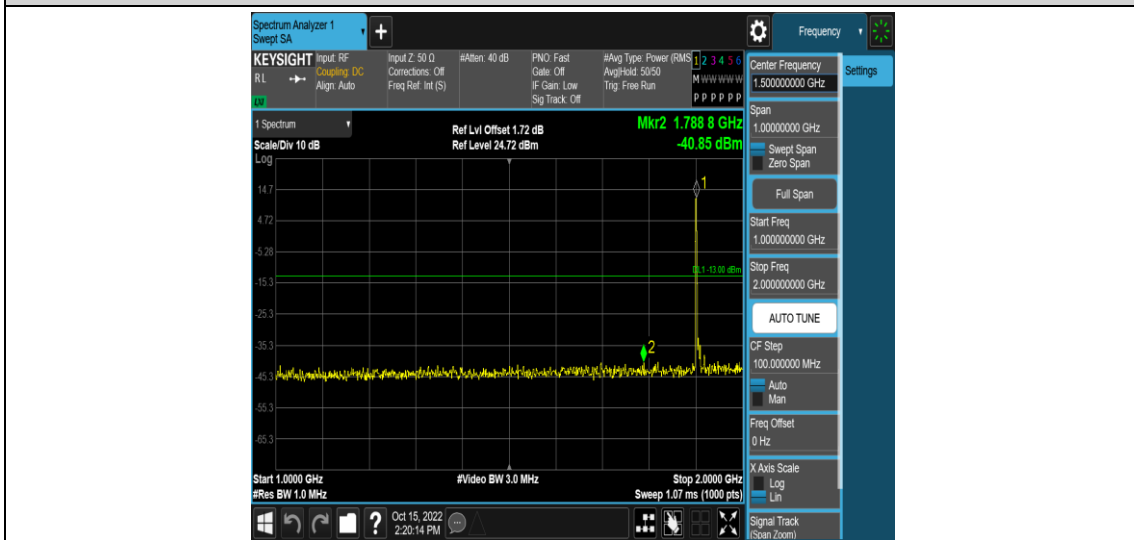 Spectrum Analyzer 1
Swept SA
+
Frequency
KEYSIGHT
RL
LXI
Input: RF
Coupling: DC
Align: Auto
Input Z: 50 Ω
Corrections: Off
Freq Ref: Int (S)
#Atten: 40 dB
PNO: Fast
Gate: Off
IF Gain: Low
Sig Track: Off
#Avg Type: Power (RMS
Avg|Hold: 50/50
Trig: Free Run
1 2 3 4 5 6
M W W W W W
P P P P P P
1 Spectrum
Scale/Div 10 dB
Log
Ref Lvl Offset 1.72 dB
Ref Level 24.72 dBm
Mkr2 1.788 8 GHz
-40.85 dBm
14.7
4.72
-5.28
-15.3
-25.3
-35.3
-45.3
-55.3
-65.3
1
DL1 -13.00 dBm
2
Start 1.0000 GHz
#Res BW 1.0 MHz
#Video BW 3.0 MHz
Stop 2.0000 GHz
Sweep 1.07 ms (1000 pts)
?
Oct 15, 2022
2:20:14 PM
Center Frequency
1.500000000 GHz
Span
1.00000000 GHz
Swept Span
Zero Span
Full Span
Start Freq
1.000000000 GHz
Stop Freq
2.000000000 GHz
AUTO TUNE
CF Step
100.000000 MHz
Auto
Man
Freq Offset
0 Hz
X Axis Scale
Log
Lin
Signal Track
(Span Zoom)
Settings